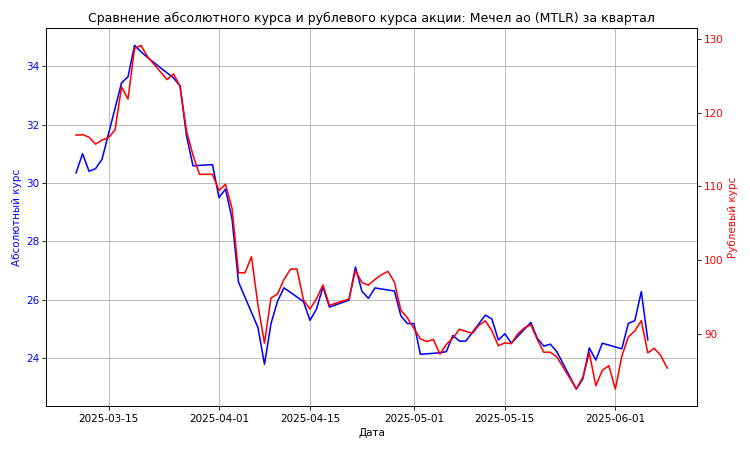 Сравнение абсолютного курса и рублевого курса акции: Мечел ао (MTLR) за квартал
Абсолютный курс
34
32
30
28
26
24
130
120
110
100
90
Рублевый курс
2025-03-15 2025-04-01 2025-04-15 2025-05-01 2025-05-15 2025-06-01
Дата